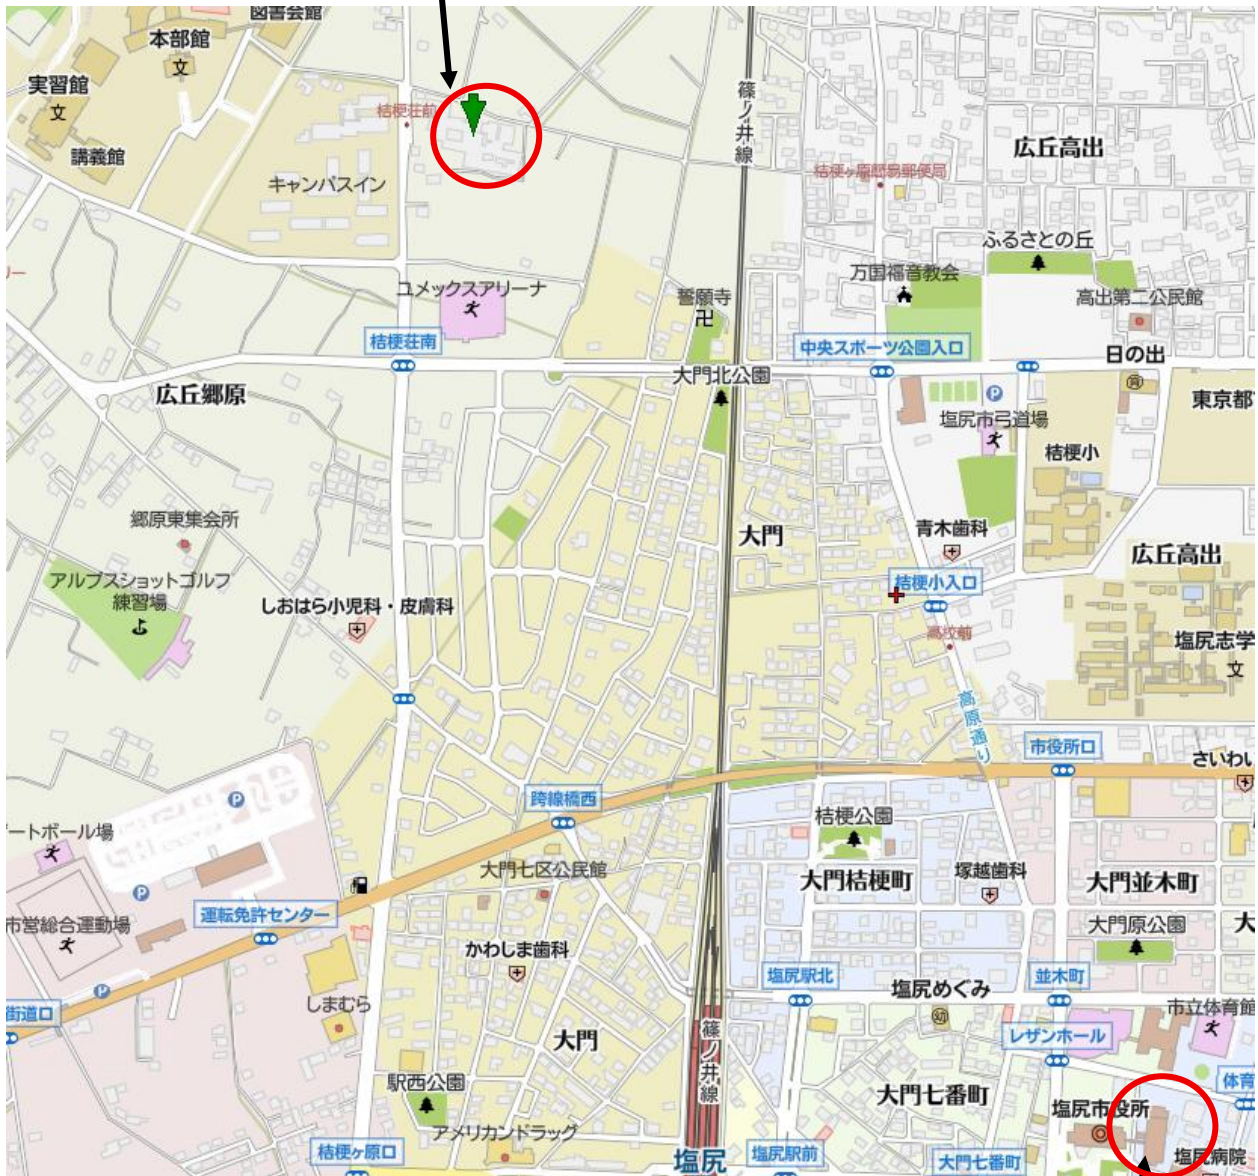 図書会館
本部館
実習館
講義館
桔梗荘前
キャンパスイン
篠ノ井線
広丘高出
桔梗ヶ原簡易郵便局
ふるさとの丘
万国福音教会
高出第二公民館
ユメックスアリーナ
誓願寺
桔梗荘南
中央スポーツ公園入口
日の出
大門北公園
広丘郷原
塩尻市弓道場
東京都
桔梗小
郷原東集会所
大門
青木歯科
広丘高出
アルプスショットゴルフ
練習場
しおはら小児科・皮膚科
桔梗小入口
高校前
塩尻志学
高原通り
市役所口
さいわい
跨線橋西
桔梗公園
ートボール場
大門七区公民館
塚越歯科
大門桔梗町
大門並木町
運転免許センター
大門原公園
大
市営総合運動場
かわしま歯科
塩尻駅北
塩尻めぐみ
並木町
街道口
しまむら
市立体育館
レザンホール
篠ノ井線
大門
駅西公園
大門七番町
体育
塩尻市役所
アメリカンドラッグ
桔梗ヶ原口
塩尻
塩尻駅前
大門七番町
塩尻病院